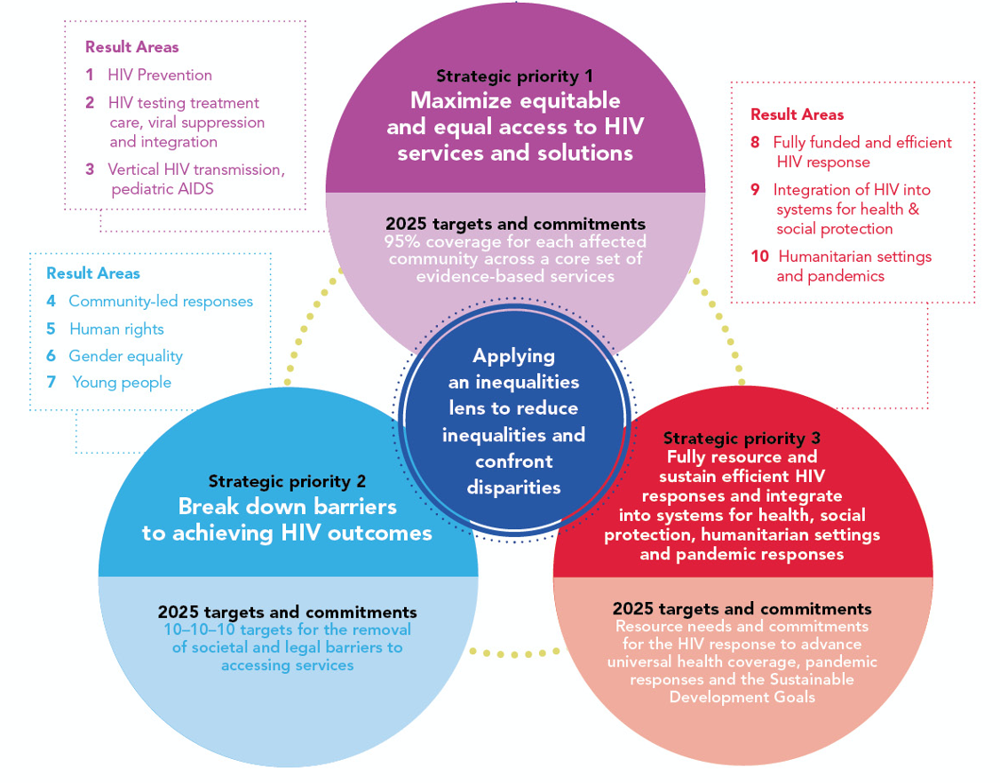 Result Areas
1 HIV Prevention
2 HIV testing treatment
care, viral suppression
and integration
3 Vertical HIV transmission,
pediatric AIDS
Strategic priority 1
Maximize equitable
and equal access to HIV
services and solutions
2025 targets and commitments
95% coverage for each affected
community across a core set of
evidence-based services
Result Areas
8 Fully funded and efficient
HIV response
9 Integration of HIV into
systems for health &
social protection
10 Humanitarian settings
and pandemics
Result Areas
4 Community-led responses
5 Human rights
6 Gender equality
7 Young people
Applying
an inequalities
lens to reduce
inequalities and
confront
disparities
Strategic priority 2
Break down barriers
to achieving HIV outcomes
2025 targets and commitments
10–10–10 targets for the removal
of societal and legal barriers to
accessing services
Strategic priority 3
Fully resource and
sustain efficient HIV
responses and integrate
into systems for health, social
protection, humanitarian settings
and pandemic responses
2025 targets and commitments
Resource needs and commitments
for the HIV response to advance
universal health coverage, pandemic
responses and the Sustainable
Development Goals